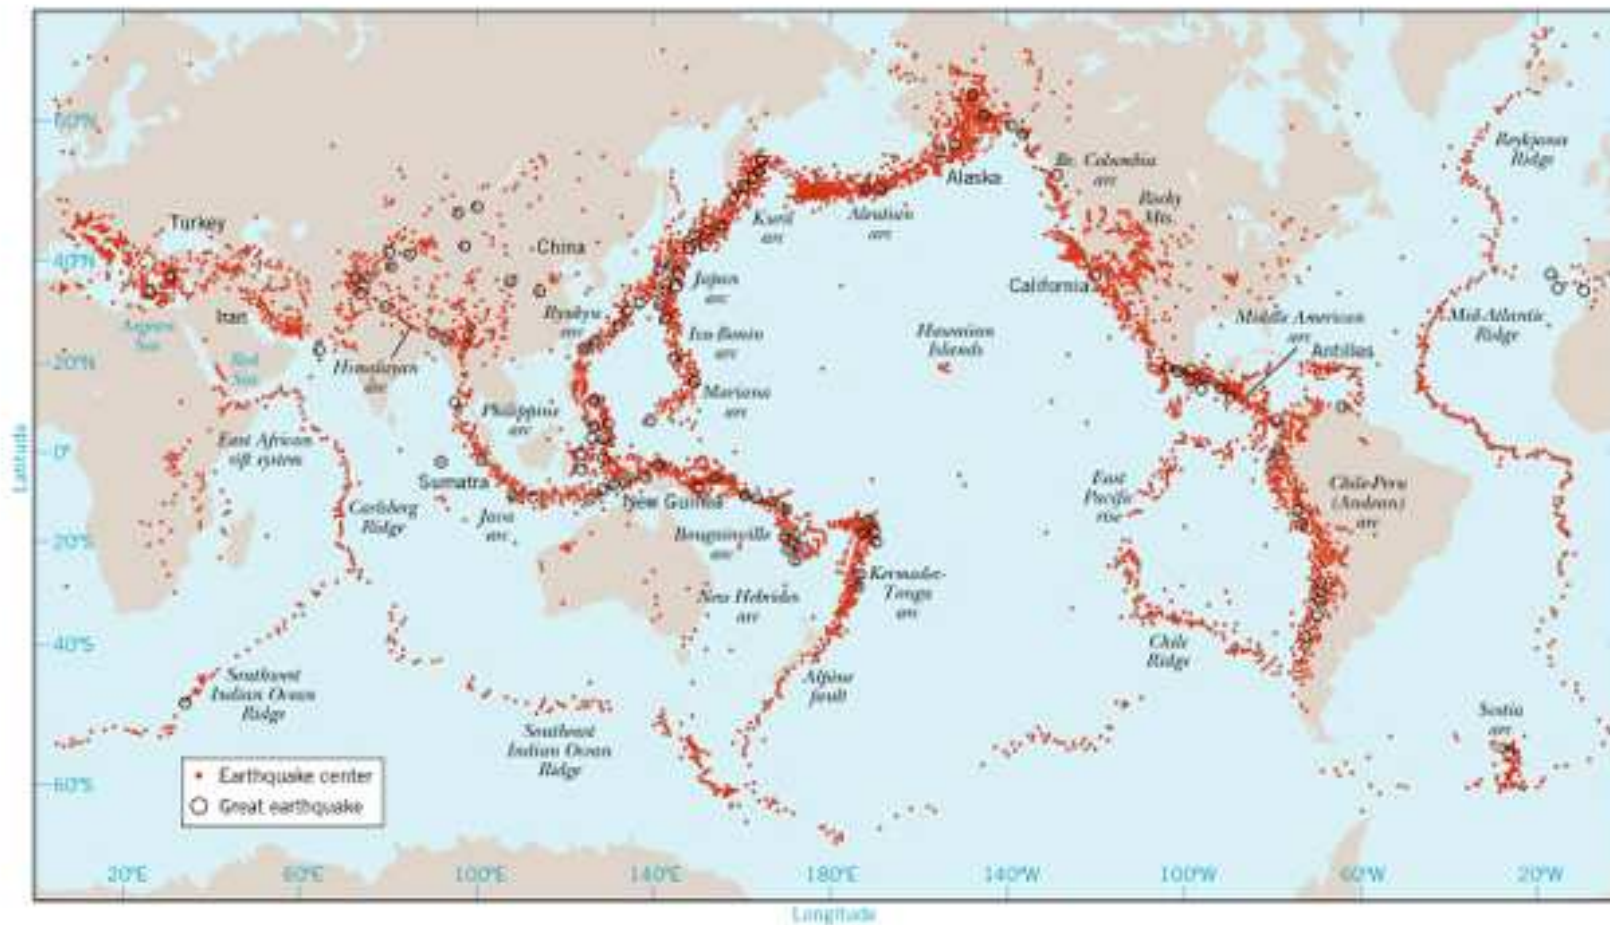 60°N
Reykjanes
Ridge
Br. Columbia
arc
Alaska
Rocky
Mts.
Kuril
arc
Aleutian
arc
Turkey
China
40°N
Japan
arc
California
Iran
Ryukyu
arc
Aegean
Sea
Izu-Bonin
arc
Hawaiian
Islands
Middle American
arc
Mid-Atlantic
Ridge
Antilles
20°N
Red
Sea
Himalayan
arc
Mariana
arc
Philippine
arc
East African
rift system
0°
Sumatra
New Guinea
East
Pacific
rise
Chile-Peru
(Andean)
arc
Carlsberg
Ridge
Java
arc
Bougainville
arc
20°S
Kermadec-
Tonga
arc
New Hebrides
arc
40°S
Chile
Ridge
Southwest
Indian Ocean
Ridge
Alpine
fault
Southeast
Indian Ocean
Ridge
Scotia
arc
60°S
Earthquake center
Great earthquake
20°E
60°E
100°E
140°E
180°E
140°W
100°W
60°W
20°W
Latitude
Longitude